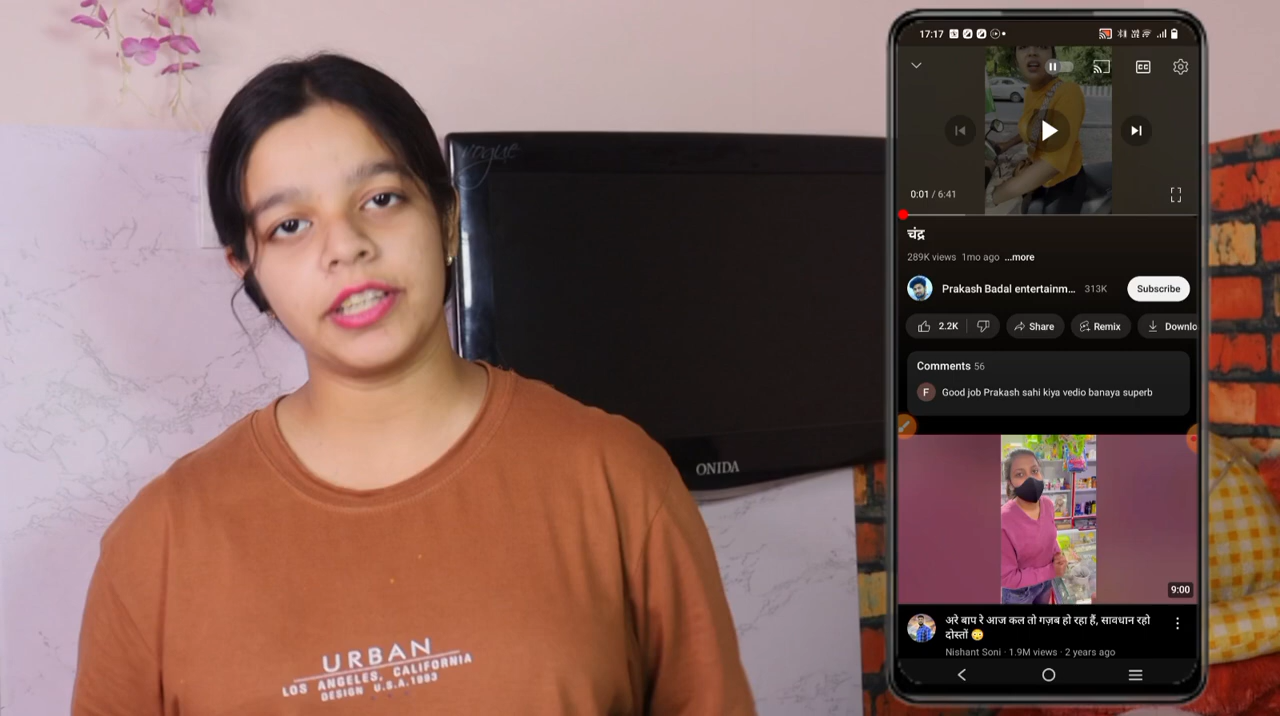 vogue
ONIDA
URBAN
LOS ANGELES, CALIFORNIA
DESIGN U.S.A.1993
17:17
CC
0:01 / 6:41
चंद्र
289K views 1mo ago ...more
Prakash Badal entertainm... 313K Subscribe
2.2K Share Remix Downlo
Comments 56
F Good job Prakash sahi kiya vedio banaya superb
9:00
अरे बाप रे आज कल तो गज़ब हो रहा हैं, सावधान रहो
दोस्तों 😳
Nishant Soni · 1.9M views · 2 years ago